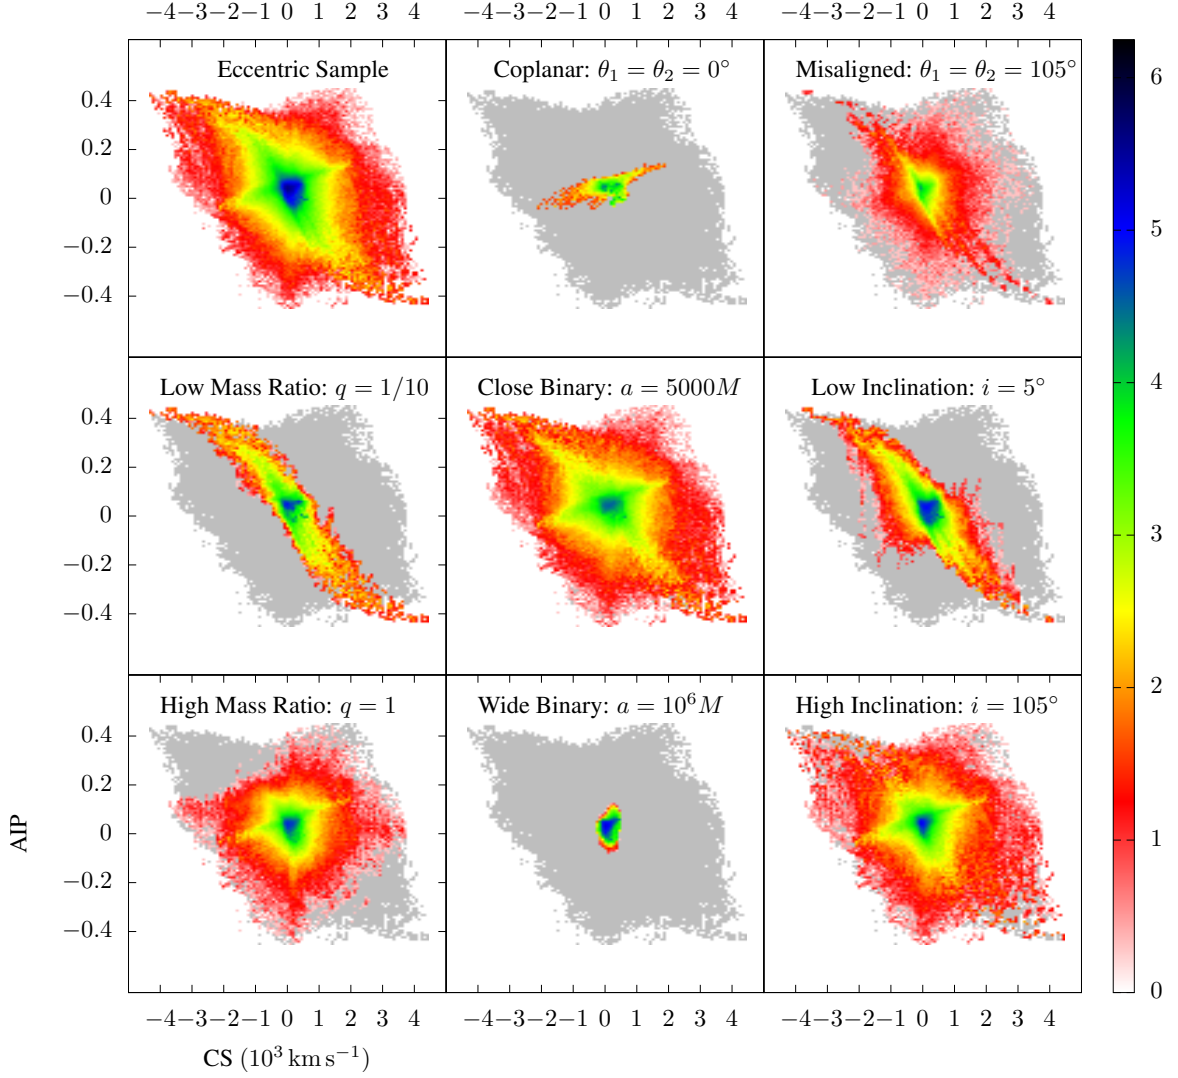 −4 −3 −2 −1 0 1 2 3 4 −4 −3 −2 −1 0 1 2 3 4 −4 −3 −2 −1 0 1 2 3 4
Eccentric Sample
Coplanar: θ₁ = θ₂ = 0°
Misaligned: θ₁ = θ₂ = 105°
0.4
0.2
0
−0.2
−0.4
Low Mass Ratio: q = 1/10
Close Binary: a = 5000M
Low Inclination: i = 5°
0.4
0.2
0
−0.2
−0.4
High Mass Ratio: q = 1
Wide Binary: a = 10⁶M
High Inclination: i = 105°
0.4
0.2
0
−0.2
−0.4
AIP
−4 −3 −2 −1 0 1 2 3 4 −4 −3 −2 −1 0 1 2 3 4 −4 −3 −2 −1 0 1 2 3 4
CS (10³ km s⁻¹)
6
5
4
3
2
1
0